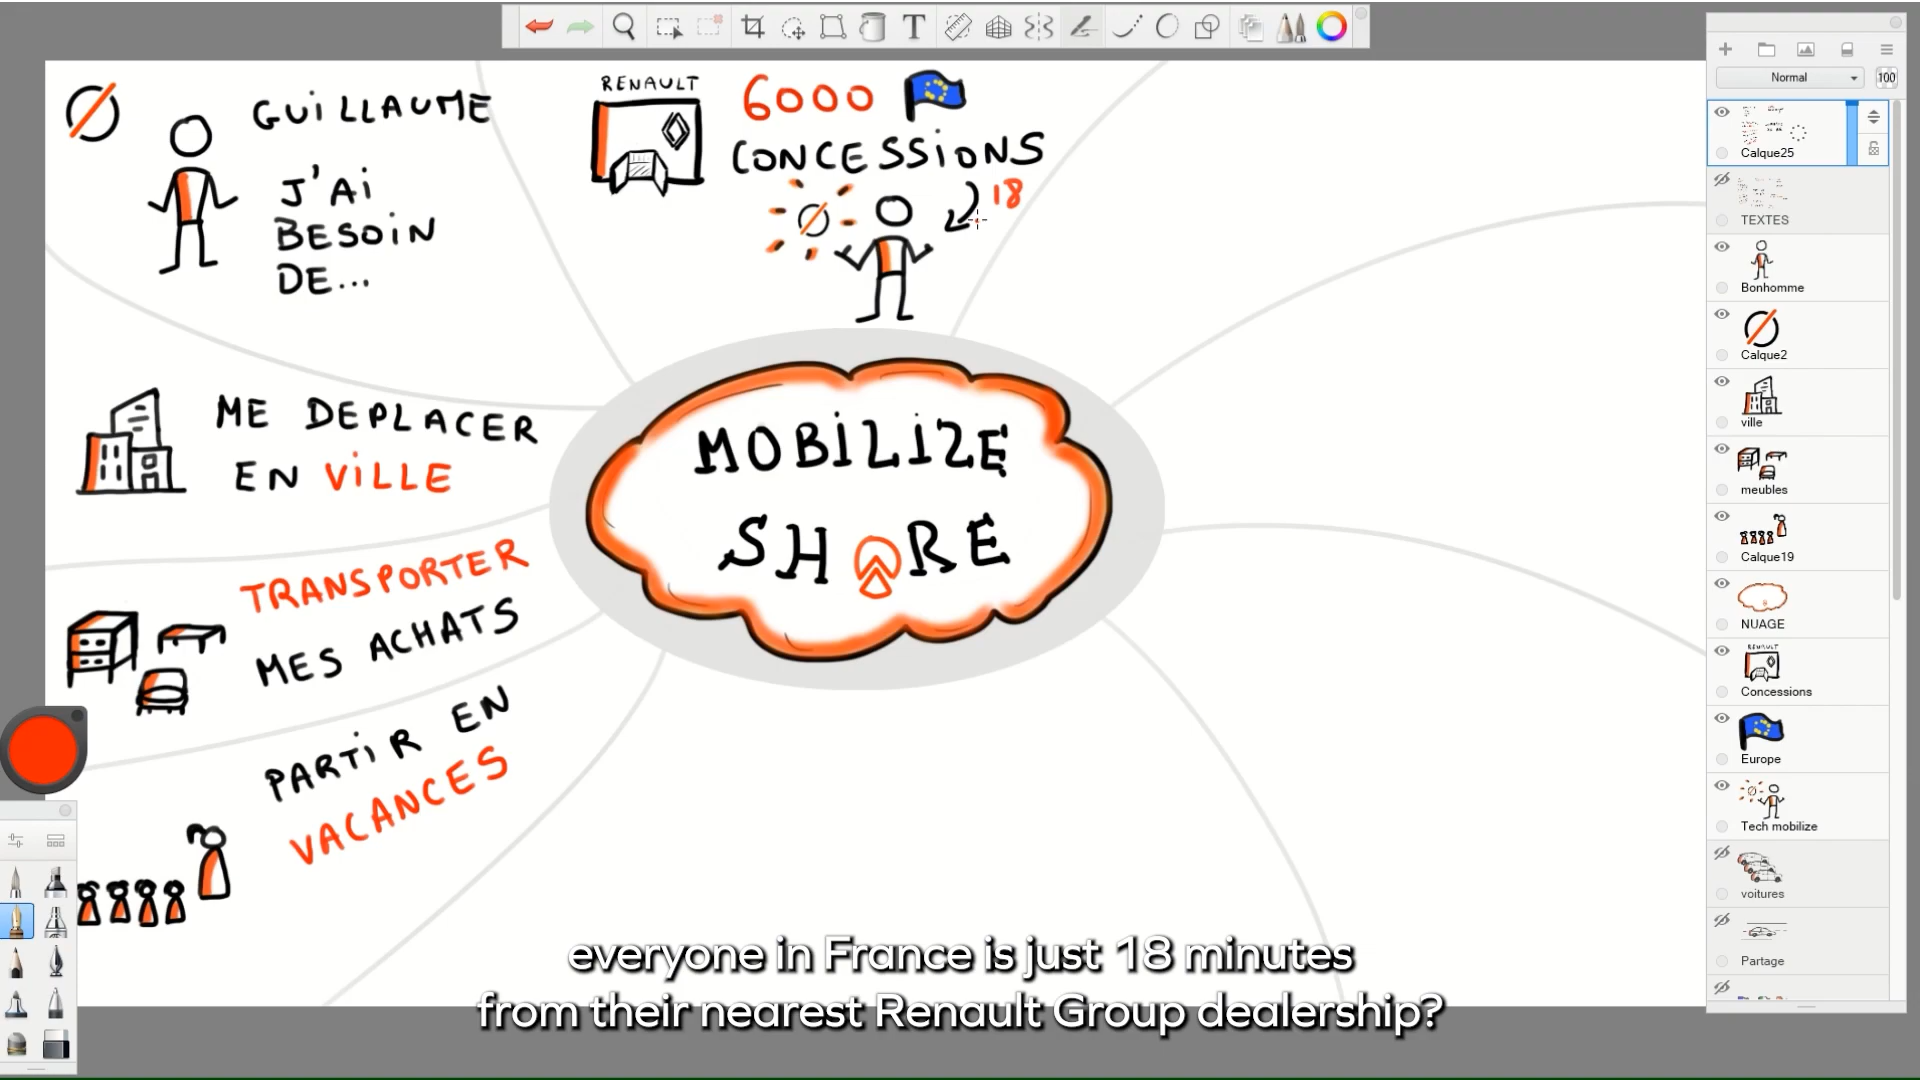 GUILLAUME
J'AI
BESOIN
DE...
RENAULT
6000
CONCESSIONS
18
ME DEPLACER
EN VILLE
MOBILIZE
SHARE
TRANSPORTER
MES ACHATS
PARTIR EN
VACANCES
everyone in France is just 18 minutes
from their nearest Renault Group dealership?
T
Normal
100
Calque25
TEXTES
Bonhomme
Calque2
ville
meubles
Calque19
NUAGE
RENAULT
Concessions
Europe
Tech mobilize
voitures
Partage